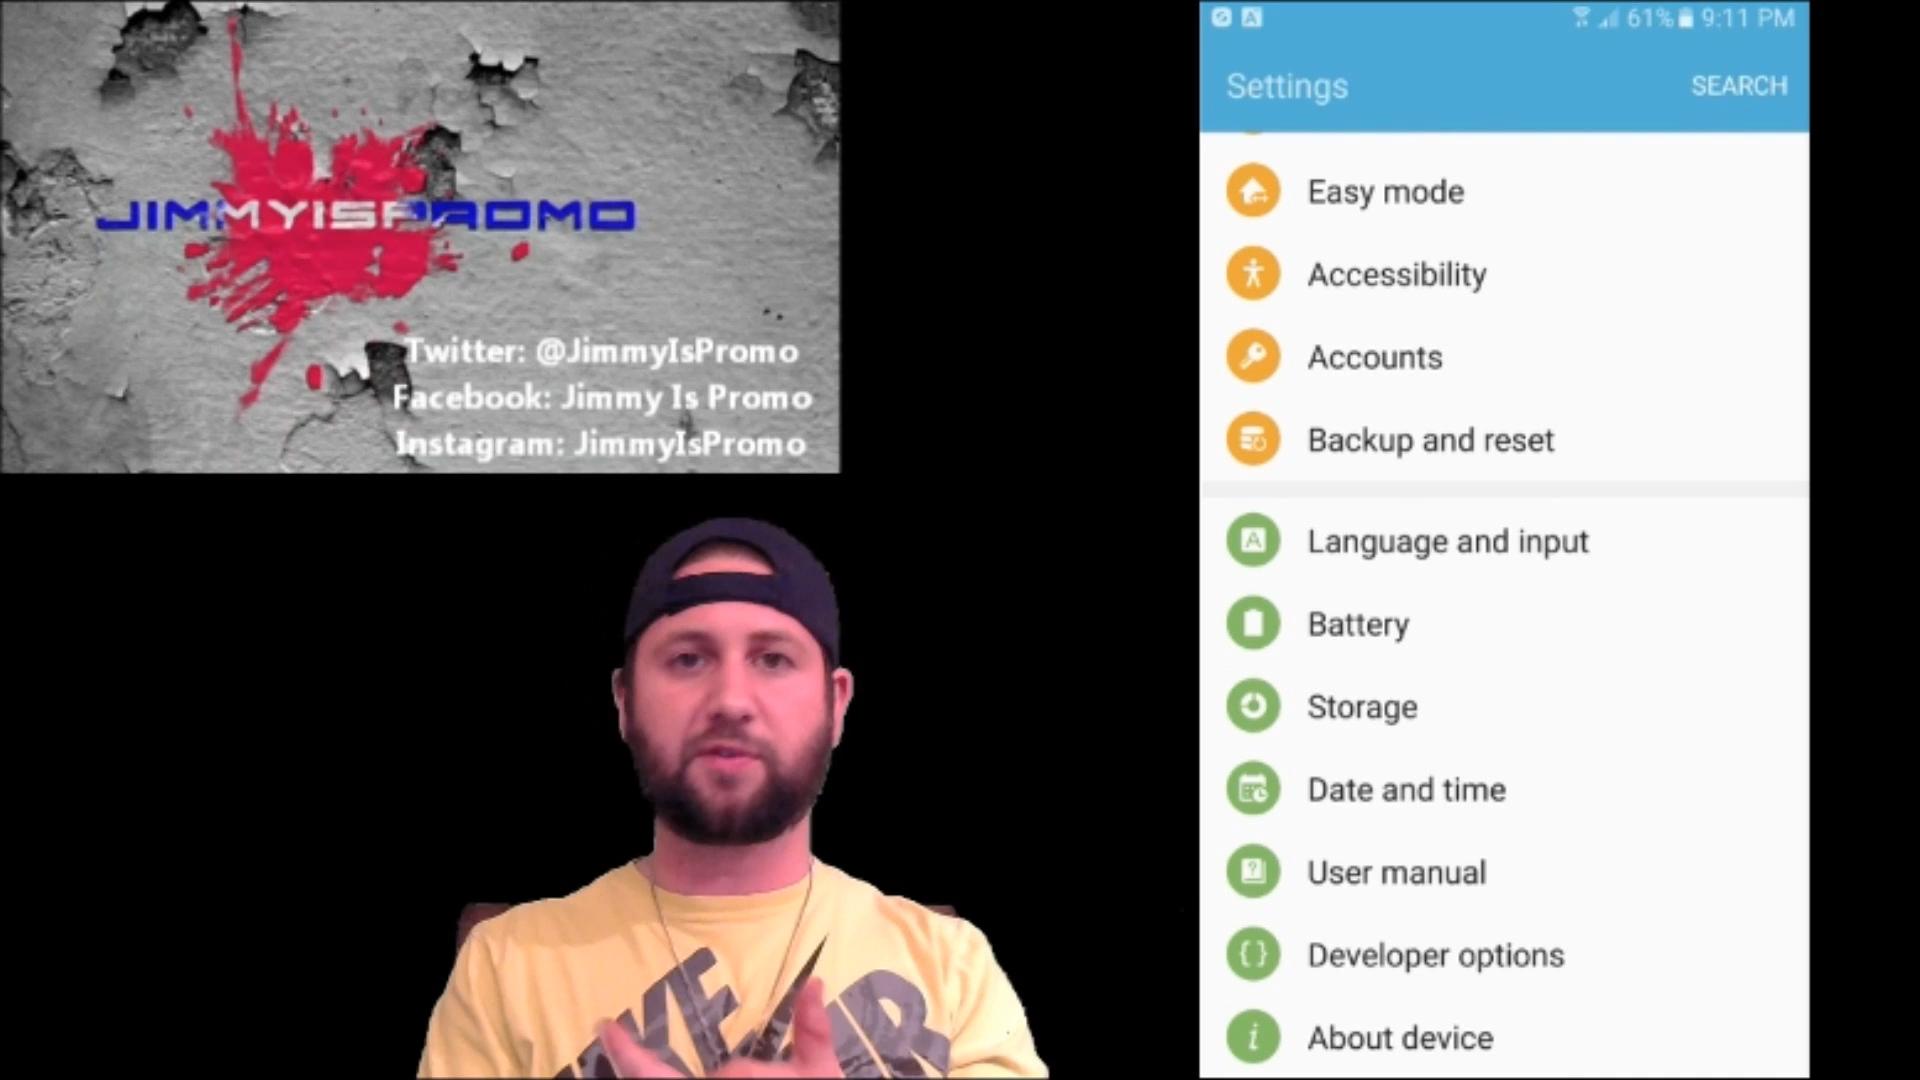 JIMMYISPROMO
Twitter: @JimmyIsPromo
Facebook: Jimmy Is Promo
Instagram: JimmyIsPromo
61% 9:11 PM
Settings SEARCH
Easy mode
Accessibility
Accounts
Backup and reset
Language and input
Battery
Storage
Date and time
User manual
Developer options
About device